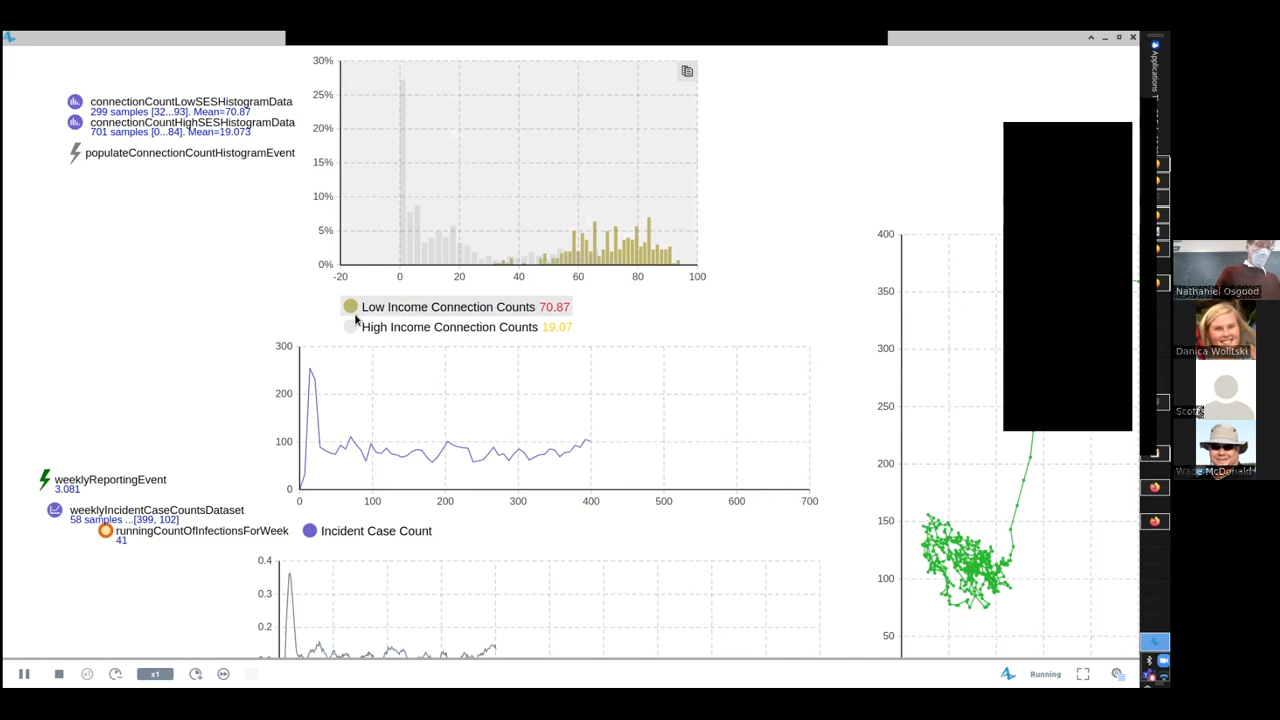 connectionCountLowSESHistogramData
299 samples [32...93]. Mean=70.87
connectionCountHighSESHistogramData
701 samples [0...84]. Mean=19.073
populateConnectionCountHistogramEvent
30%
25%
20%
15%
10%
5%
0%
-20 0 20 40 60 80 100
Low Income Connection Counts 70.87
High Income Connection Counts 19.07
300
200
100
0
0 100 200 300 400 500 600 700
weeklyReportingEvent
3.081
weeklyIncidentCaseCountsDataset
58 samples ...[399, 102]
runningCountOfInfectionsForWeek
41
Incident Case Count
0.4
0.3
0.2
400
350
300
250
200
150
100
50
x1
Running
Applications
Nathaniel Osgood
Danica Wolitski
Scott
Wade McDonald